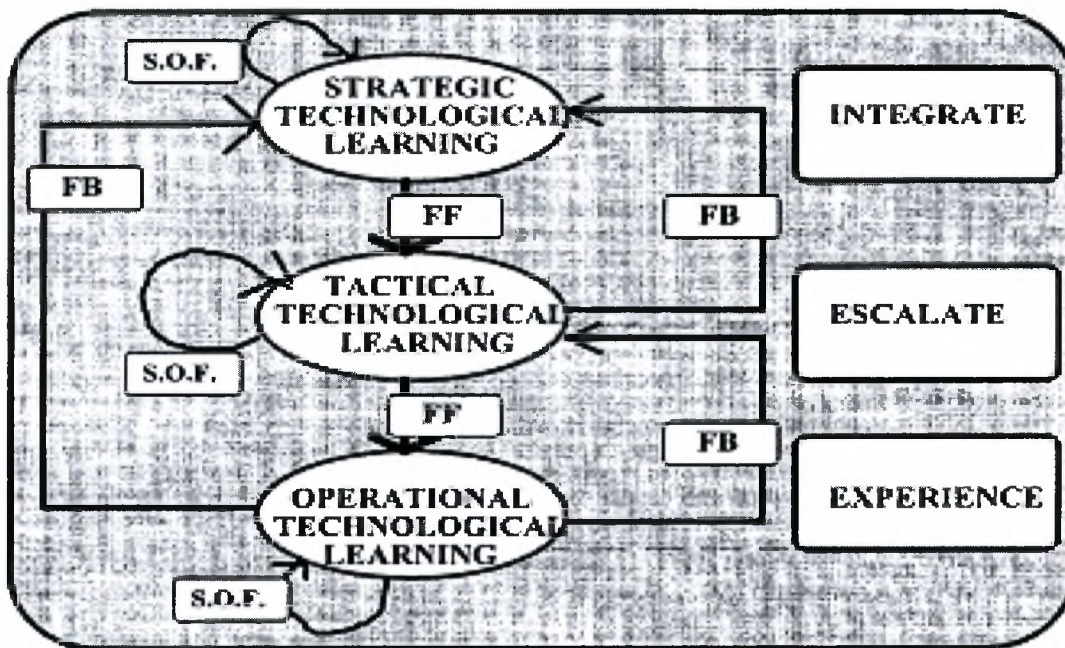 S.O.F.
STRATEGIC
TECHNOLOGICAL
LEARNING
INTEGRATE
FB
FF
FB
TACTICAL
TECHNOLOGICAL
LEARNING
ESCALATE
S.O.F.
FF
FB
OPERATIONAL
TECHNOLOGICAL
LEARNING
EXPERIENCE
S.O.F.